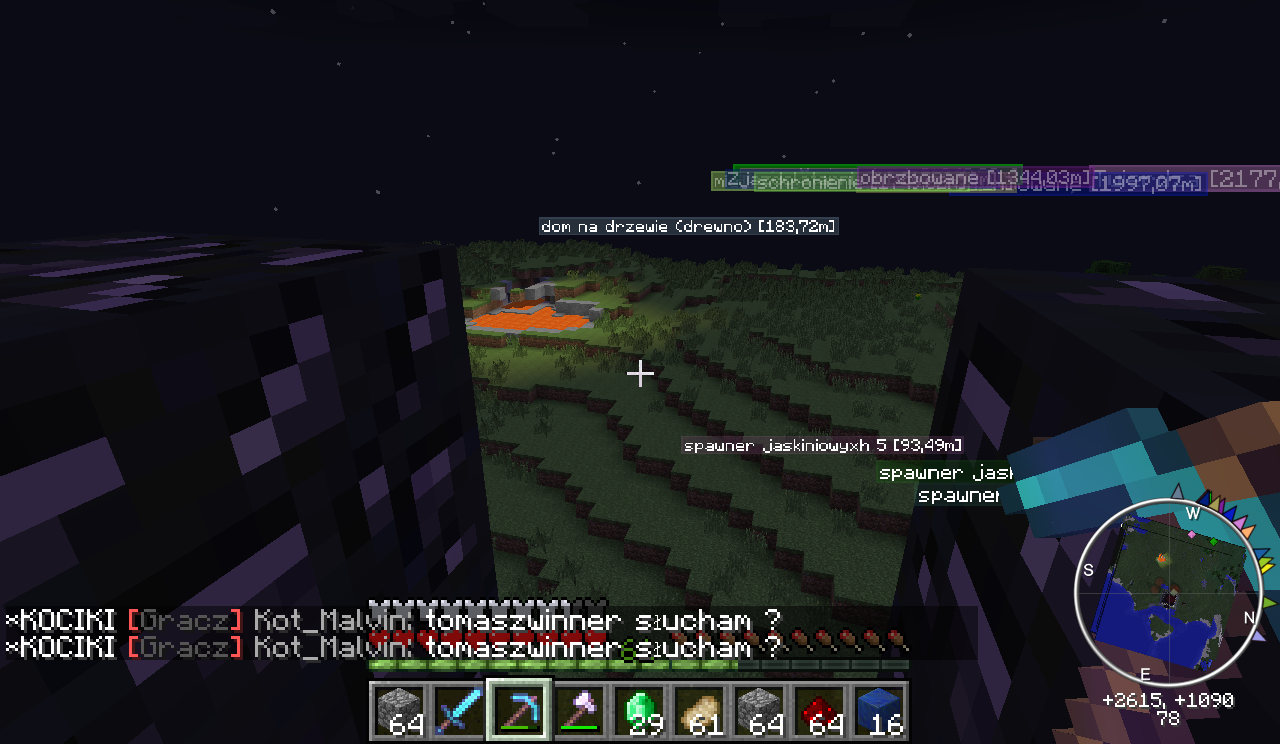 obrzbowane [1344,03m]
schronienie
[1997,07m]
[2177
dom na drzewie (drewno) [183,72m]
spawner jaskiniowyxh 5 [93,49m]
spawner jask
spawner
W
S
N
E
*KOCIKI [Gracz] Kot_Malvin: tomaszwinner słucham ?
*KOCIKI [Gracz] Kot_Malvin: tomaszwinner słucham ?
+2615, +1090
78
64 29 61 64 64 16